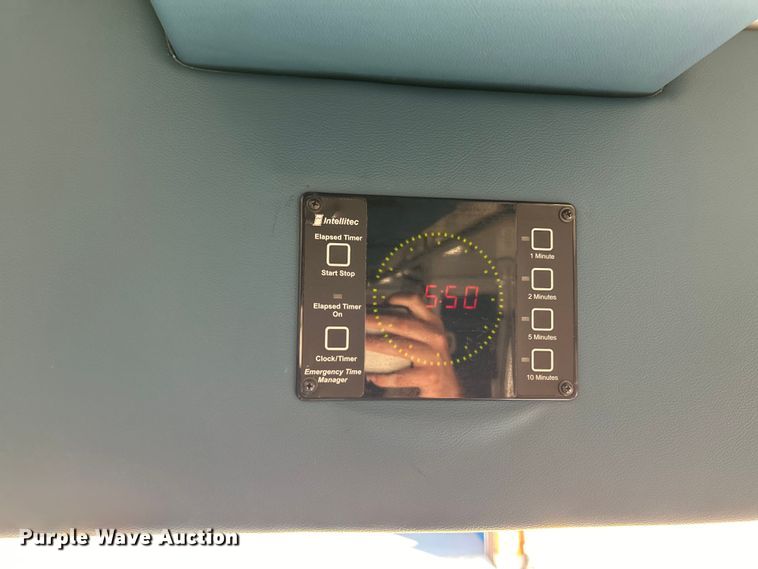 Intellitec
Elapsed Timer
Start Stop
Elapsed Timer
On
Clock/Timer
Emergency Time
Manager
5:50
1 Minute
2 Minutes
5 Minutes
10 Minutes
Purple Wave Auction